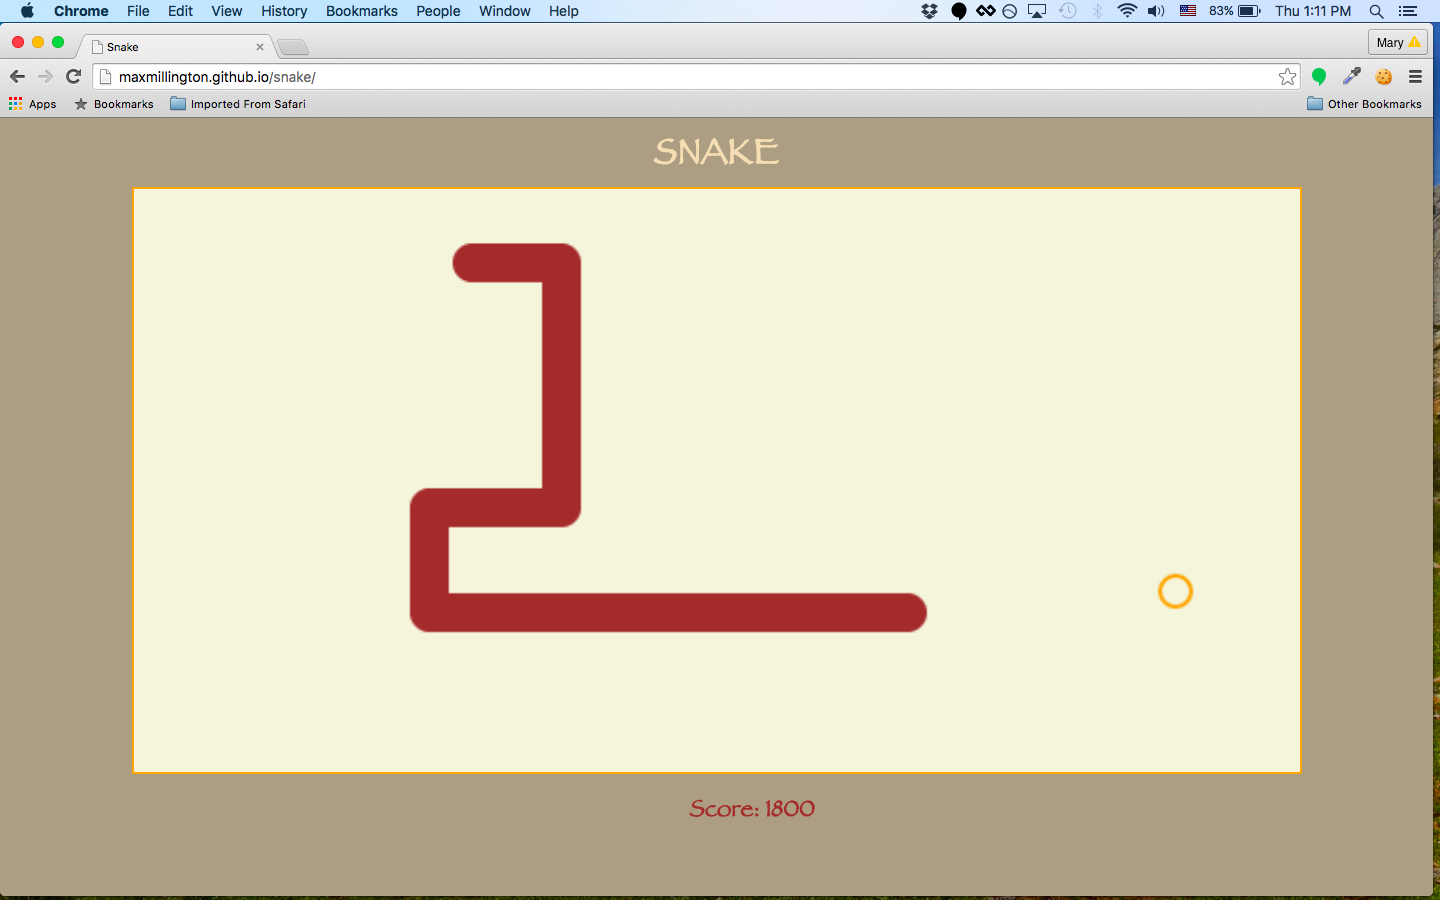 Chrome File Edit View History Bookmarks People Window Help 83% Thu 1:11 PM
Snake Mary
maxmillington.github.io/snake/
Apps Bookmarks Imported From Safari Other Bookmarks
SNAKE
Score: 1800